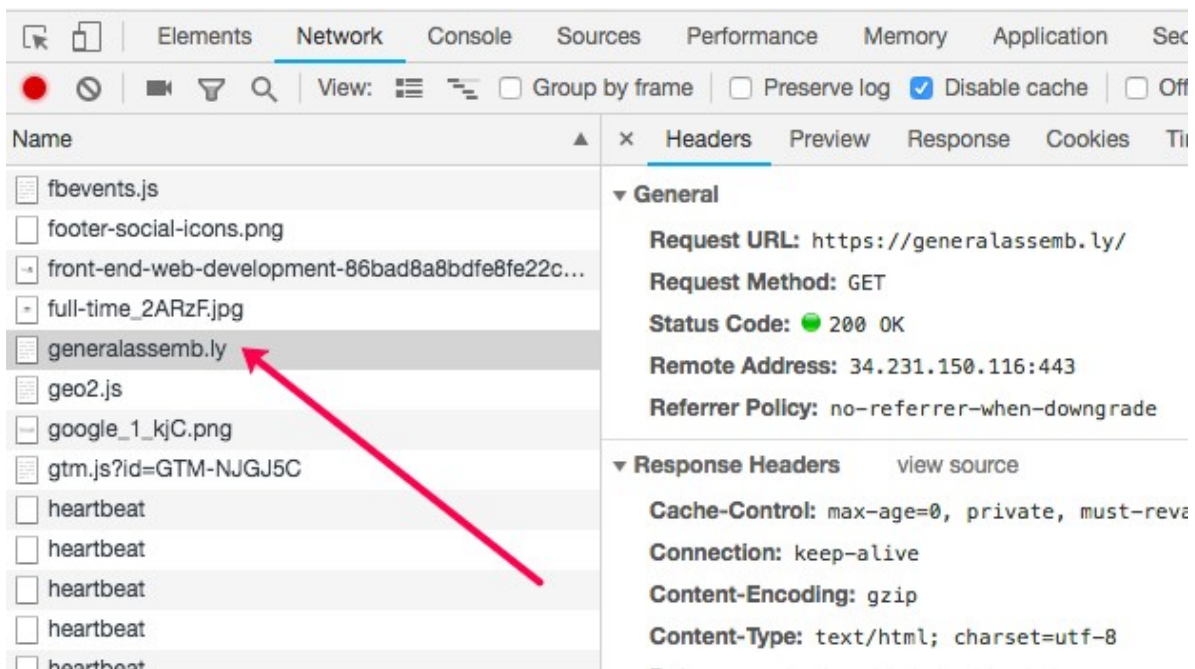 Elements Network Console Sources Performance Memory Application Sec
View: Group by frame Preserve log Disable cache Off
Name
fbevents.js
footer-social-icons.png
front-end-web-development-86bad8a8bdfe8fe22c...
full-time_2ARzF.jpg
generalassemb.ly
geo2.js
google_1_kjC.png
gtm.js?id=GTM-NJGJ5C
heartbeat
heartbeat
heartbeat
heartbeat
heartbeat
× Headers Preview Response Cookies Ti
General
Request URL: https://generalassemb.ly/
Request Method: GET
Status Code: 200 OK
Remote Address: 34.231.150.116:443
Referrer Policy: no-referrer-when-downgrade
Response Headers view source
Cache-Control: max-age=0, private, must-reva
Connection: keep-alive
Content-Encoding: gzip
Content-Type: text/html; charset=utf-8